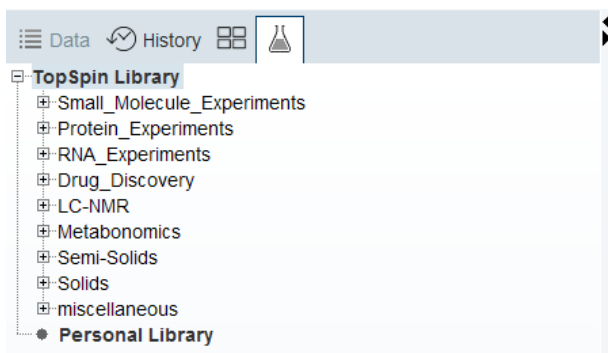 Data History
TopSpin Library
Small_Molecule_Experiments
Protein_Experiments
RNA_Experiments
Drug_Discovery
LC-NMR
Metabonomics
Semi-Solids
Solids
miscellaneous
Personal Library